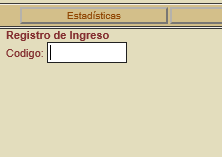 Estadísticas
Registro de Ingreso
Codigo: